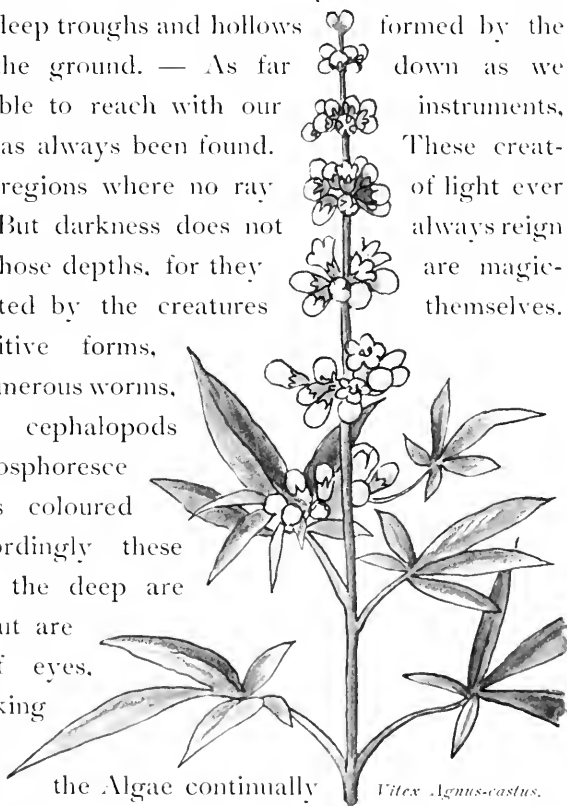 deep troughs and hollows formed by the
the ground. — As far down as we
ble to reach with our instruments,
as always been found. These creat-
regions where no ray of light ever
But darkness does not always reign
hose depths, for they are magic-
ted by the creatures themselves.
itive forms,
merous worms,
cephalopods
osphoresce
s coloured
ordingly these
the deep are
ut are
f eyes,
king
the Algae continually
Vitex Agnus-castus.